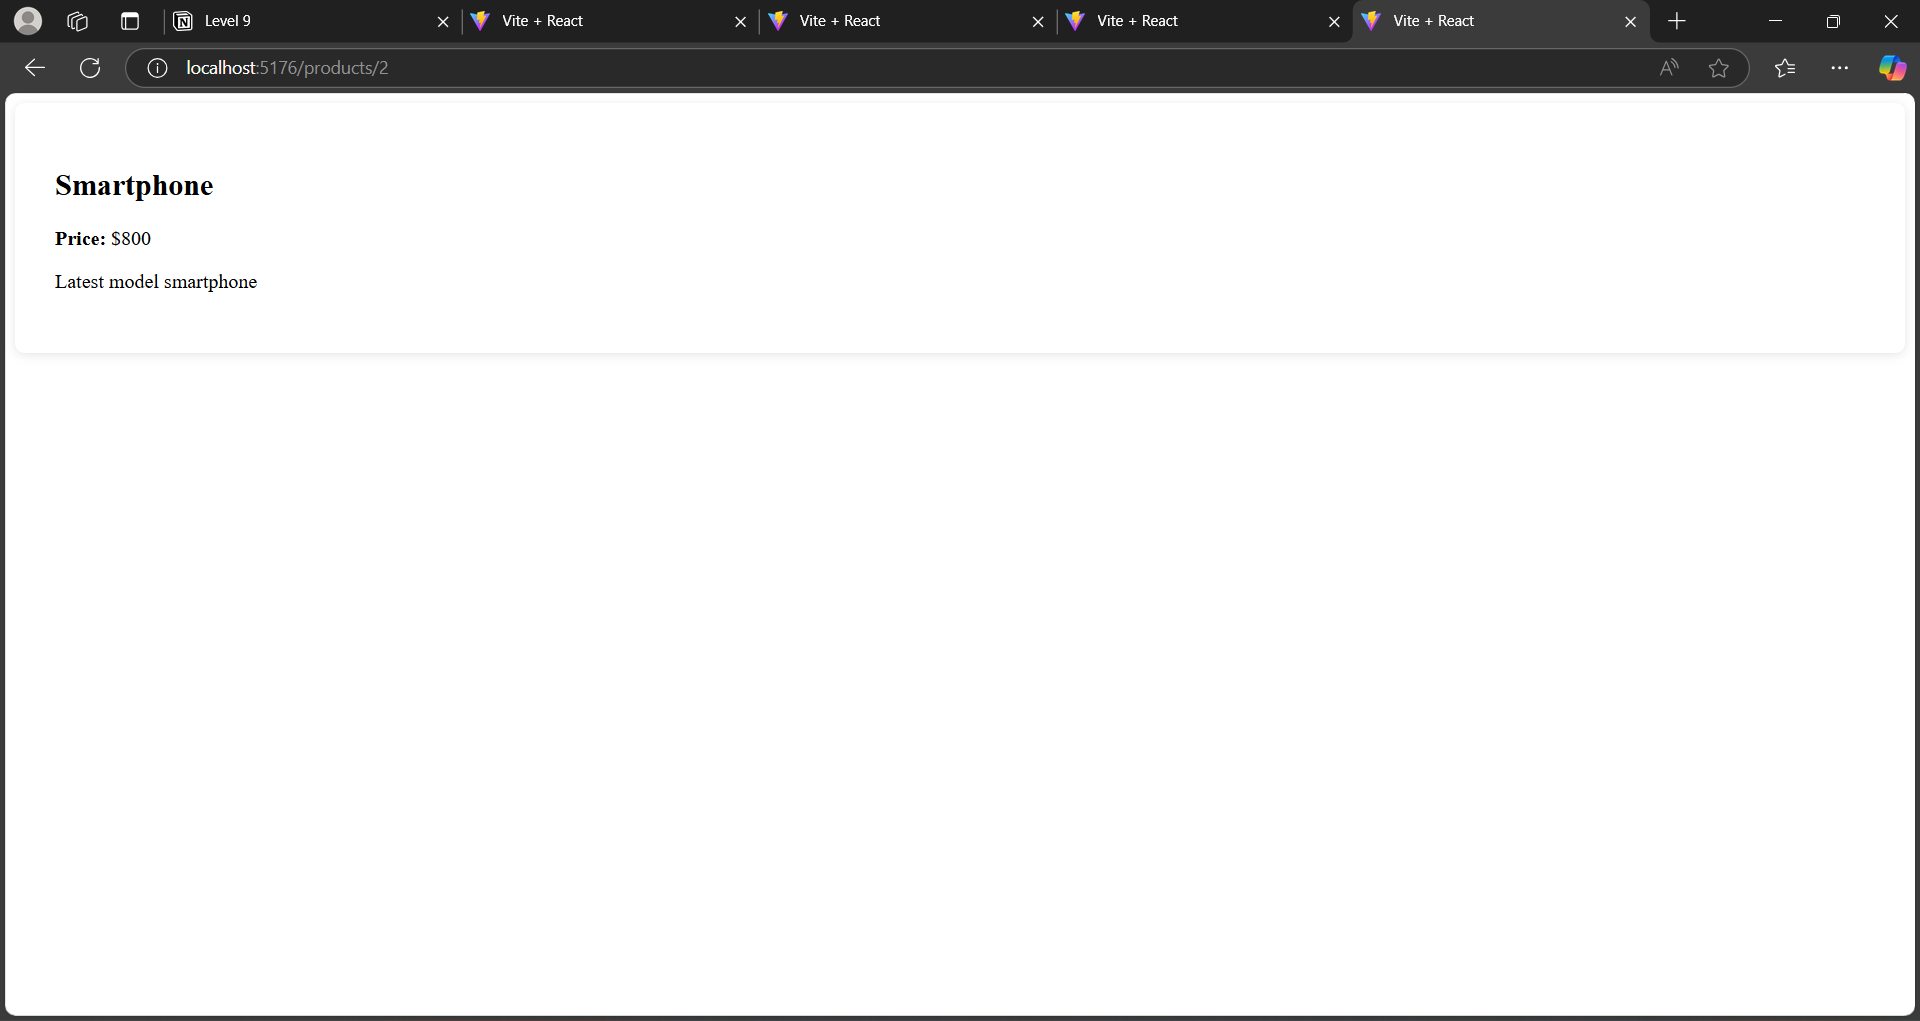 Level 9
Vite + React
Vite + React
Vite + React
Vite + React
localhost:5176/products/2
Smartphone
Price: $800
Latest model smartphone